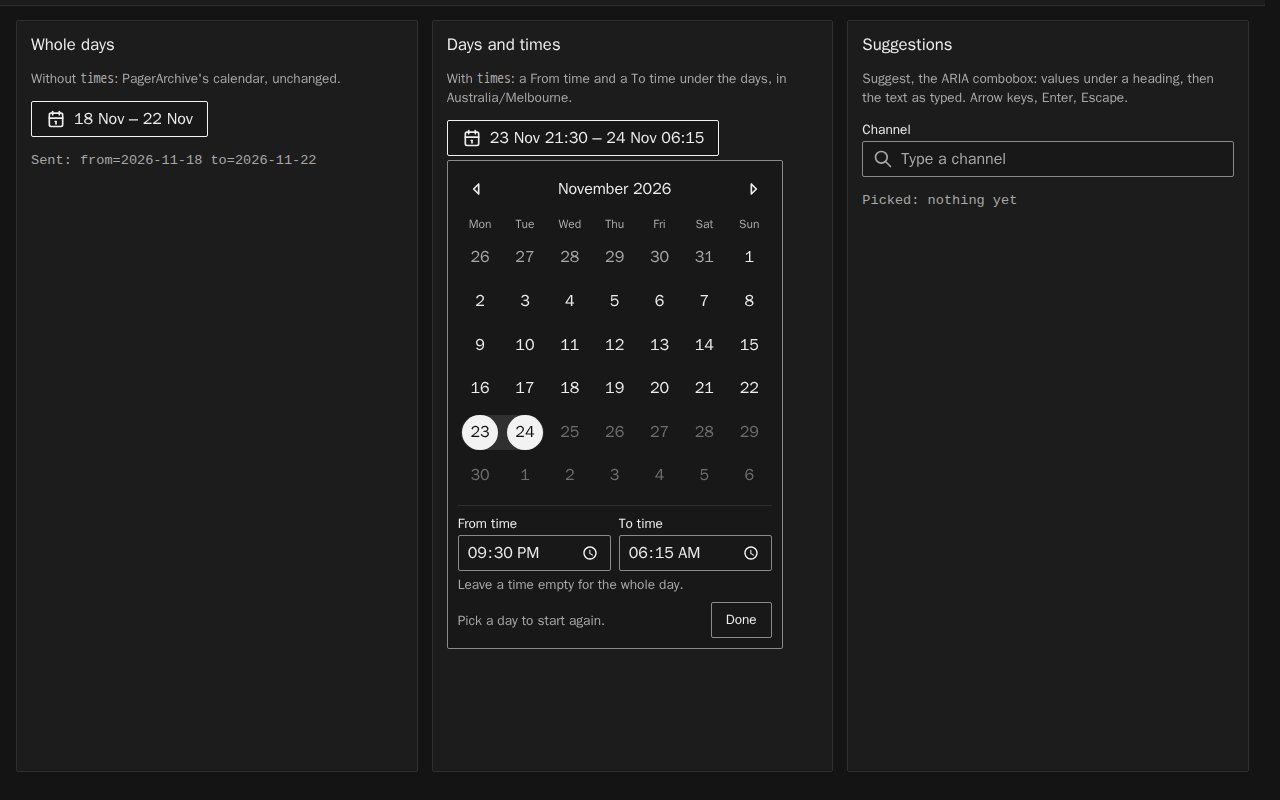 Whole days
Without times: PagerArchive's calendar, unchanged.
18 Nov – 22 Nov
Sent: from=2026-11-18 to=2026-11-22
Days and times
With times: a From time and a To time under the days, in
Australia/Melbourne.
23 Nov 21:30 – 24 Nov 06:15
November 2026
Mon Tue Wed Thu Fri Sat Sun
26 27 28 29 30 31 1
2 3 4 5 6 7 8
9 10 11 12 13 14 15
16 17 18 19 20 21 22
23 24 25 26 27 28 29
30 1 2 3 4 5 6
From time To time
09:30 PM 06:15 AM
Leave a time empty for the whole day.
Pick a day to start again. Done
Suggestions
Suggest, the ARIA combobox: values under a heading, then
the text as typed. Arrow keys, Enter, Escape.
Channel
Type a channel
Picked: nothing yet